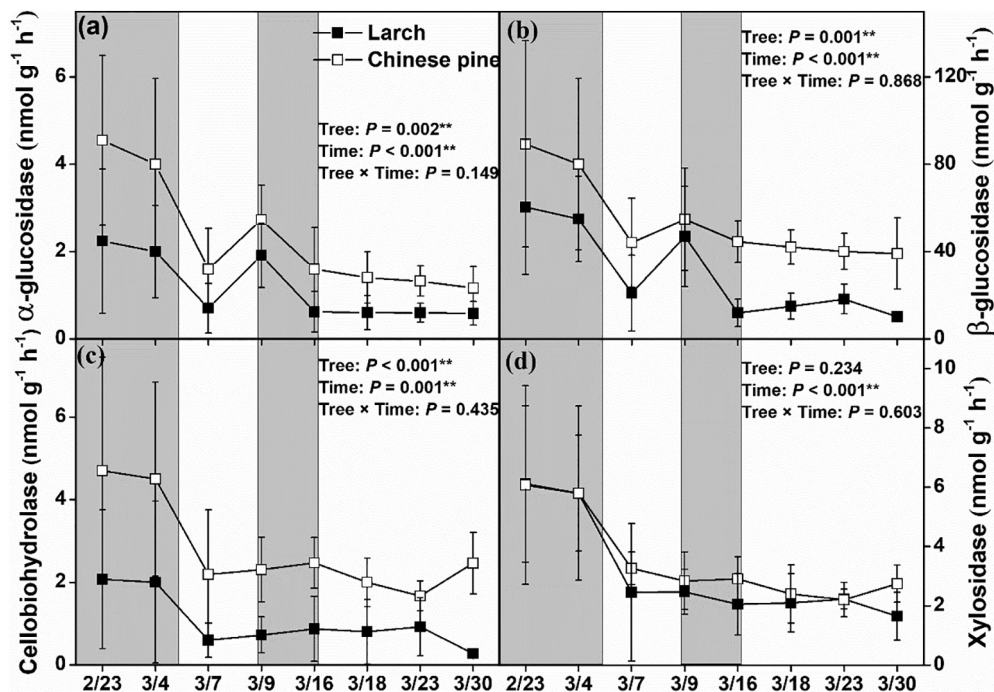 (a)
Larch
Chinese pine
Tree: P = 0.002**
Time: P < 0.001**
Tree × Time: P = 0.149
α-glucosidase (nmol g⁻¹ h⁻¹)
6
4
2
0
(b)
Tree: P = 0.001**
Time: P < 0.001**
Tree × Time: P = 0.868
β-glucosidase (nmol g⁻¹ h⁻¹)
120
80
40
0
(c)
Tree: P < 0.001**
Time: P = 0.001**
Tree × Time: P = 0.435
Cellobiohydrolase (nmol g⁻¹ h⁻¹)
6
4
2
0
2/23 3/4 3/7 3/9 3/16 3/18 3/23 3/30
(d)
Tree: P = 0.234
Time: P < 0.001**
Tree × Time: P = 0.603
Xylosidase (nmol g⁻¹ h⁻¹)
10
8
6
4
2
0
2/23 3/4 3/7 3/9 3/16 3/18 3/23 3/30